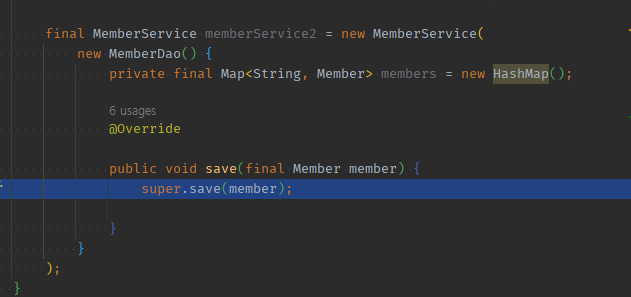 final MemberService memberService2 = new MemberService(
new MemberDao() {
private final Map<String, Member> members = new HashMap();
6 usages
@Override
public void save(final Member member) {
super.save(member);
}
}
);
}